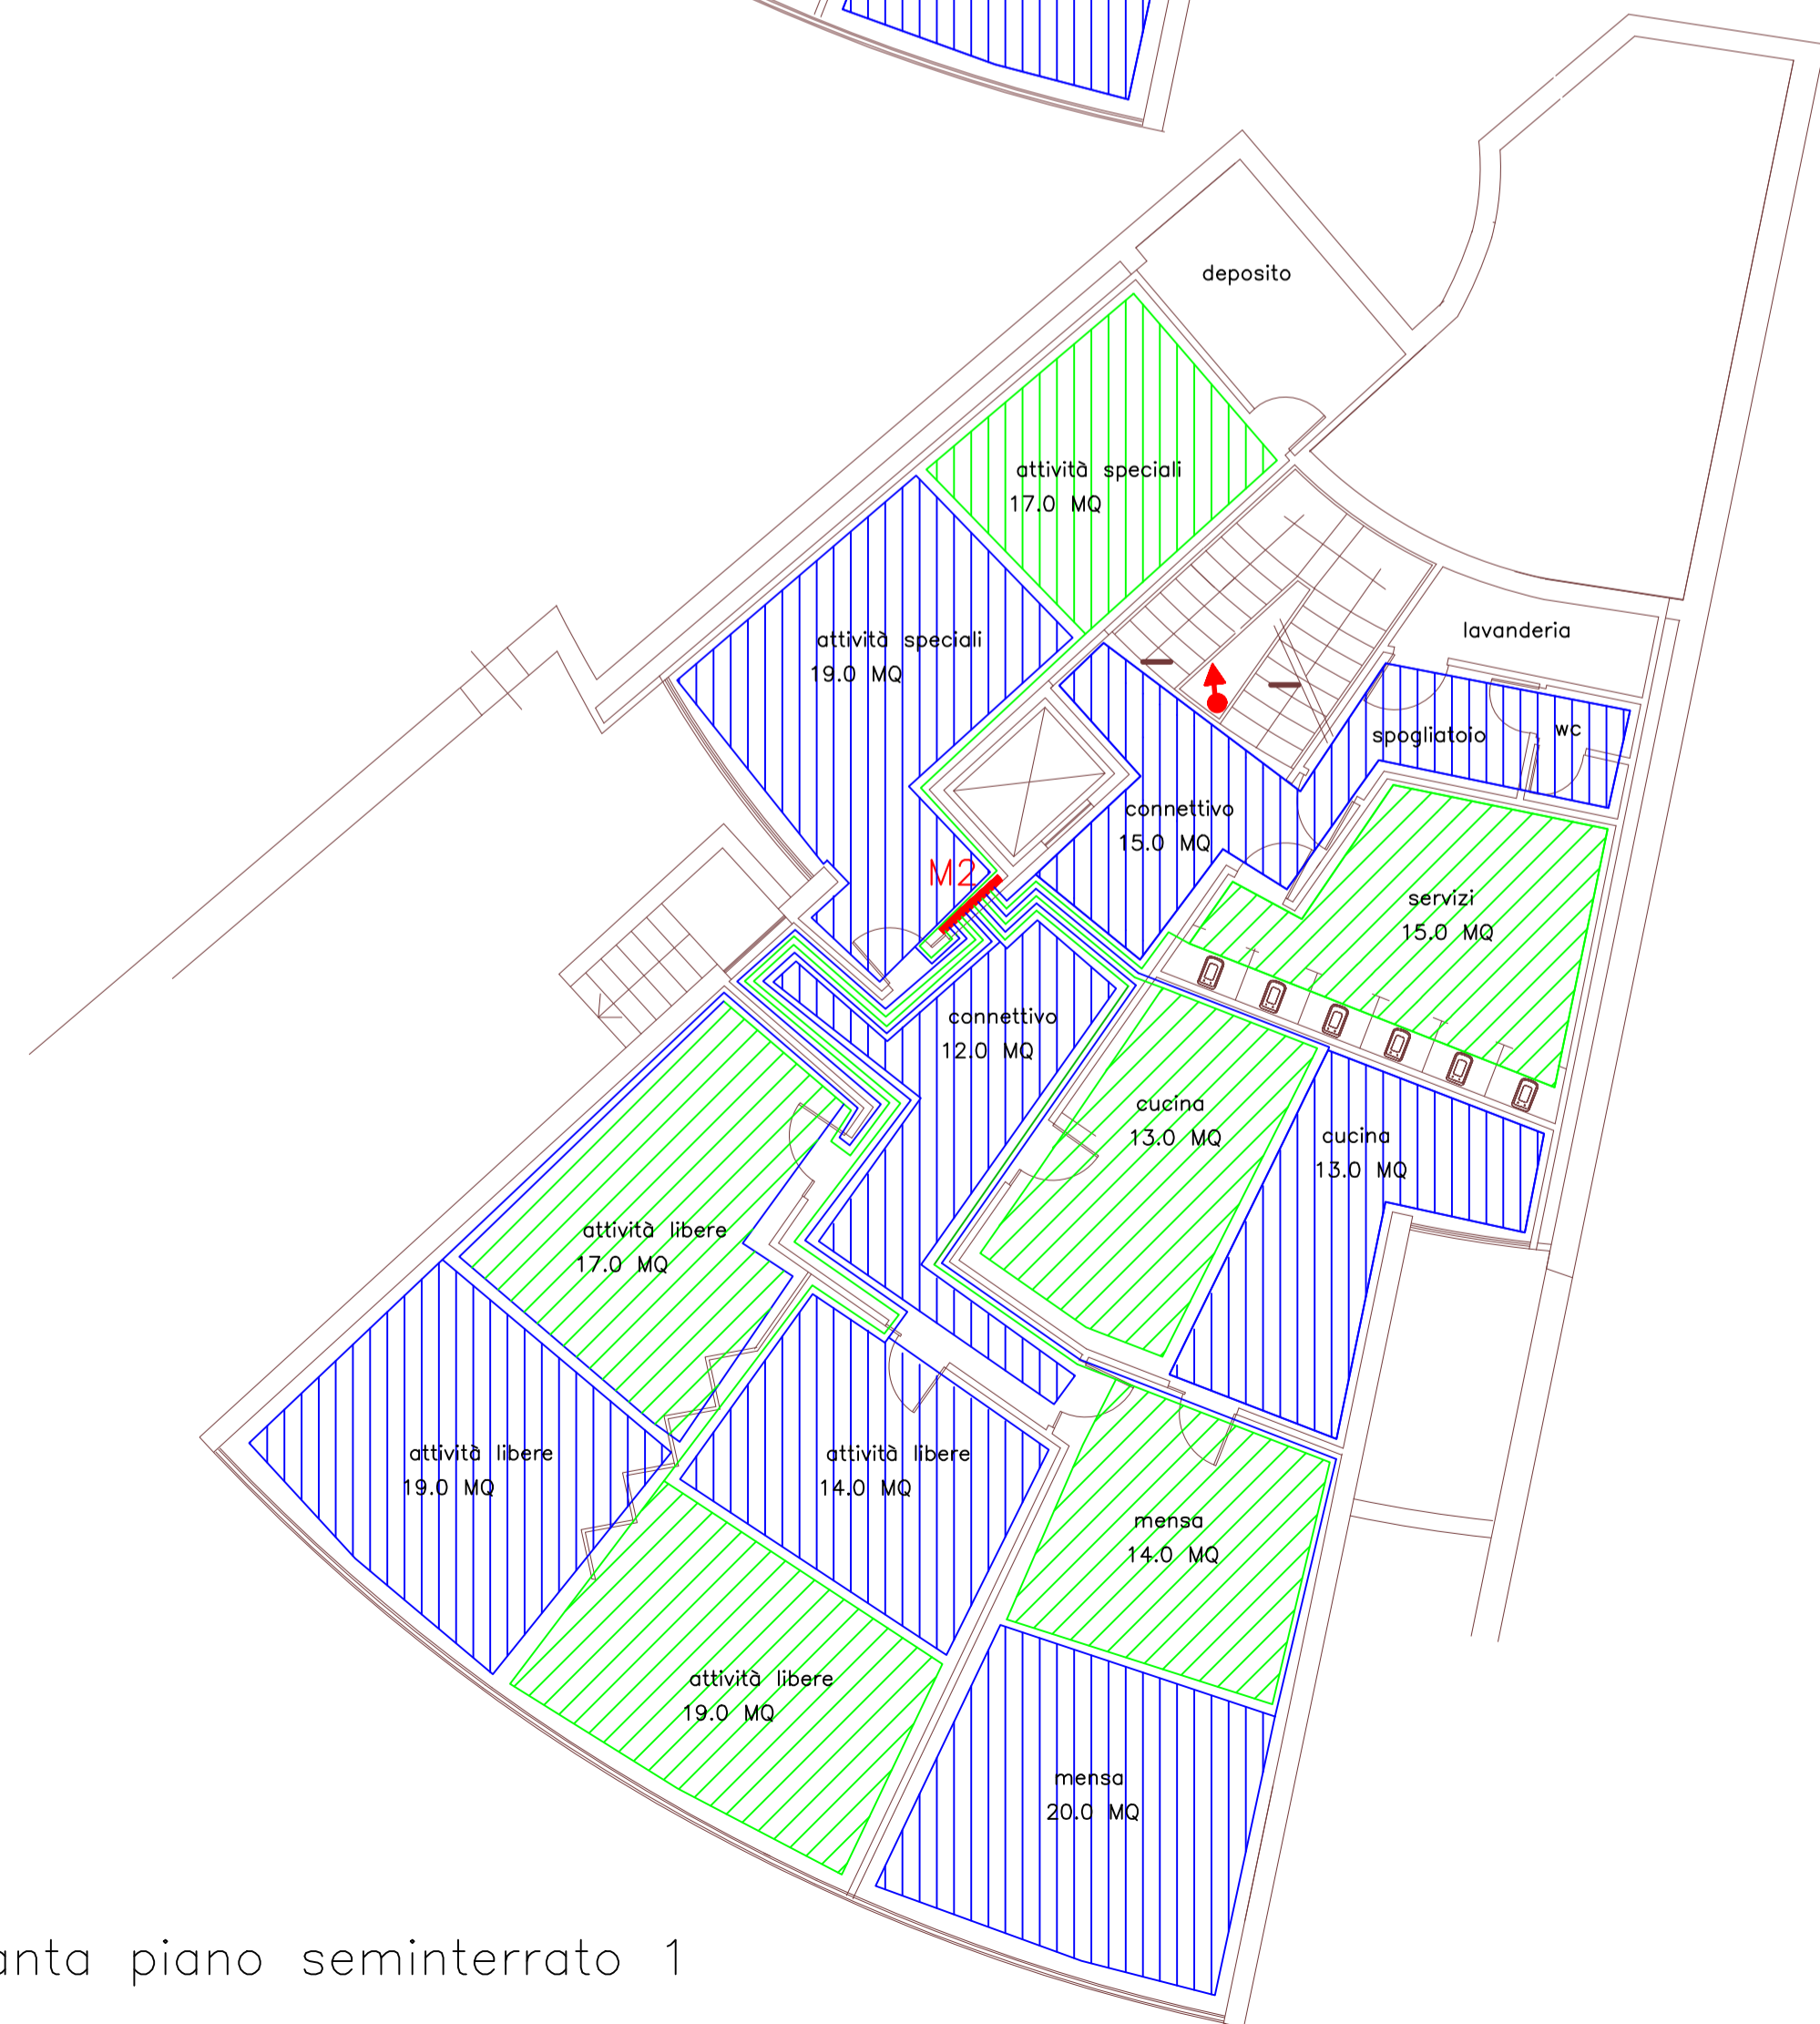 deposito
attività speciali
17.0 MQ
attività speciali
19.0 MQ
lavanderia
spogliatoio
wc
connettivo
15.0 MQ
M2
servizi
15.0 MQ
connettivo
12.0 MQ
cucina
13.0 MQ
cucina
13.0 MQ
attività libere
17.0 MQ
attività libere
19.0 MQ
attività libere
14.0 MQ
mensa
14.0 MQ
attività libere
19.0 MQ
mensa
20.0 MQ
anta piano seminterrato 1